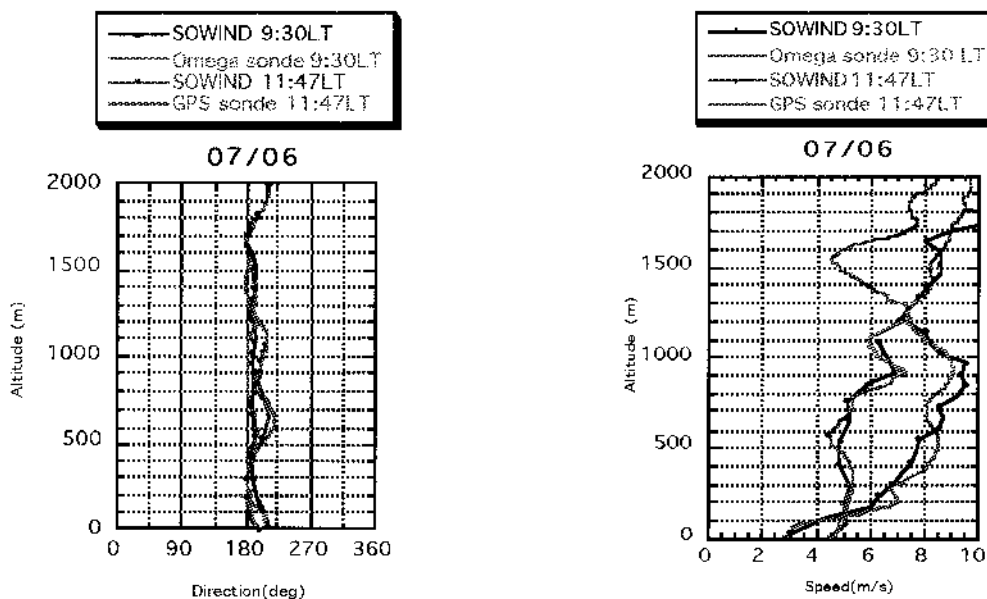 SOWIND 9:30LT
Omega sonde 9:30LT
SOWIND 11:47LT
GPS sonde 11:47LT
07/06
2000
1500
1000
500
0
Altitude (m)
0 90 180 270 360
Direction(deg)
SOWIND 9:30LT
Omega sonde 9:30 LT
SOWIND 11:47LT
GPS sonde 11:47LT
07/06
2000
1500
1000
500
0
Altitude (m)
0 2 4 6 8 10
Speed(m/s)